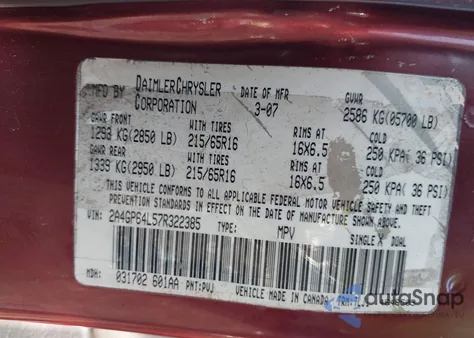 MFD BY DAIMLERCHRYSLER CORPORATION DATE OF MFR 3-07 GVWR 2586 KG(05700 LB)
GAWR FRONT WITH TIRES RIMS AT COLD
1293 KG(2850 LB) 215/65R16 16X6.5 250 KPA( 36 PSI)
GAWR REAR WITH TIRES RIMS AT COLD
1339 KG(2950 LB) 215/65R16 16X6.5 250 KPA( 36 PSI)
THIS VEHICLE CONFORMS TO ALL APPLICABLE FEDERAL MOTOR VEHICLE SAFETY AND THEFT
PREVENTION STANDARDS IN EFFECT ON THE DATE OF MANUFACTURE SHOWN ABOVE.
VIN: 2A4GP64L57R322385 TYPE: MPV SINGLE X DUAL
MDH: 031702 601AA PNT:PVJ VEHICLE MADE IN CANADA TRM:
autoSnap